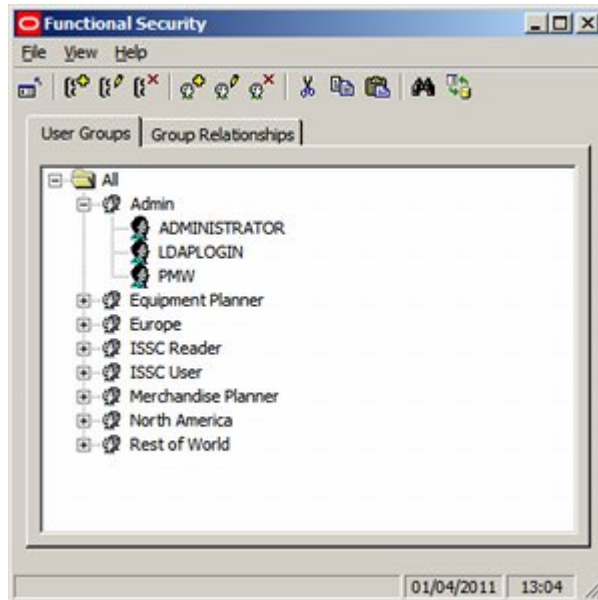 Functional Security
File View Help
User Groups Group Relationships
All
Admin
ADMINISTRATOR
LDAPLOGIN
PMW
Equipment Planner
Europe
ISSC Reader
ISSC User
Merchandise Planner
North America
Rest of World
01/04/2011 13:04